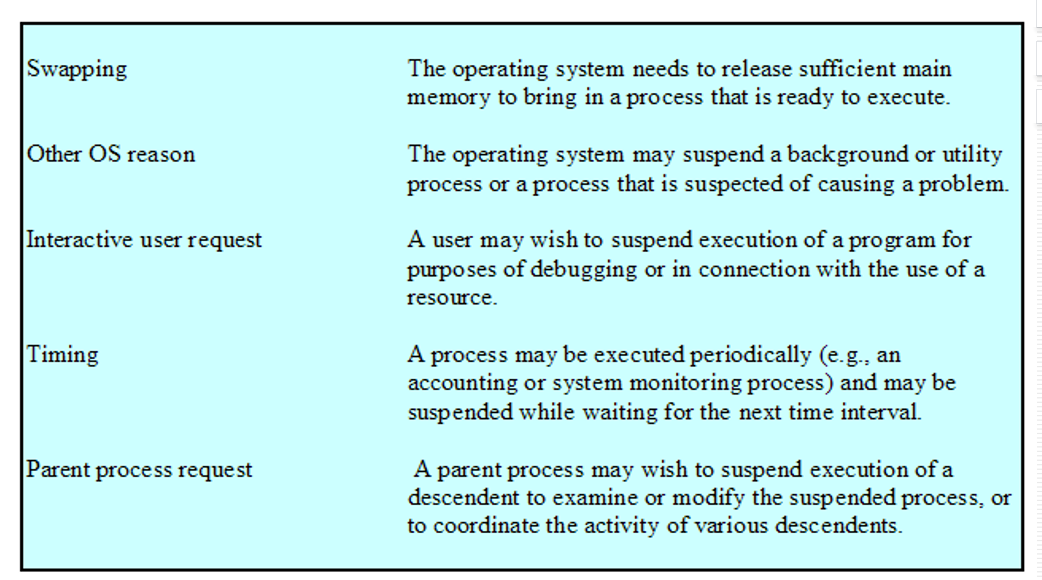 Swapping The operating system needs to release sufficient main
memory to bring in a process that is ready to execute.
Other OS reason The operating system may suspend a background or utility
process or a process that is suspected of causing a problem.
Interactive user request A user may wish to suspend execution of a program for
purposes of debugging or in connection with the use of a
resource.
Timing A process may be executed periodically (e.g., an
accounting or system monitoring process) and may be
suspended while waiting for the next time interval.
Parent process request A parent process may wish to suspend execution of a
descendent to examine or modify the suspended process, or
to coordinate the activity of various descendents.